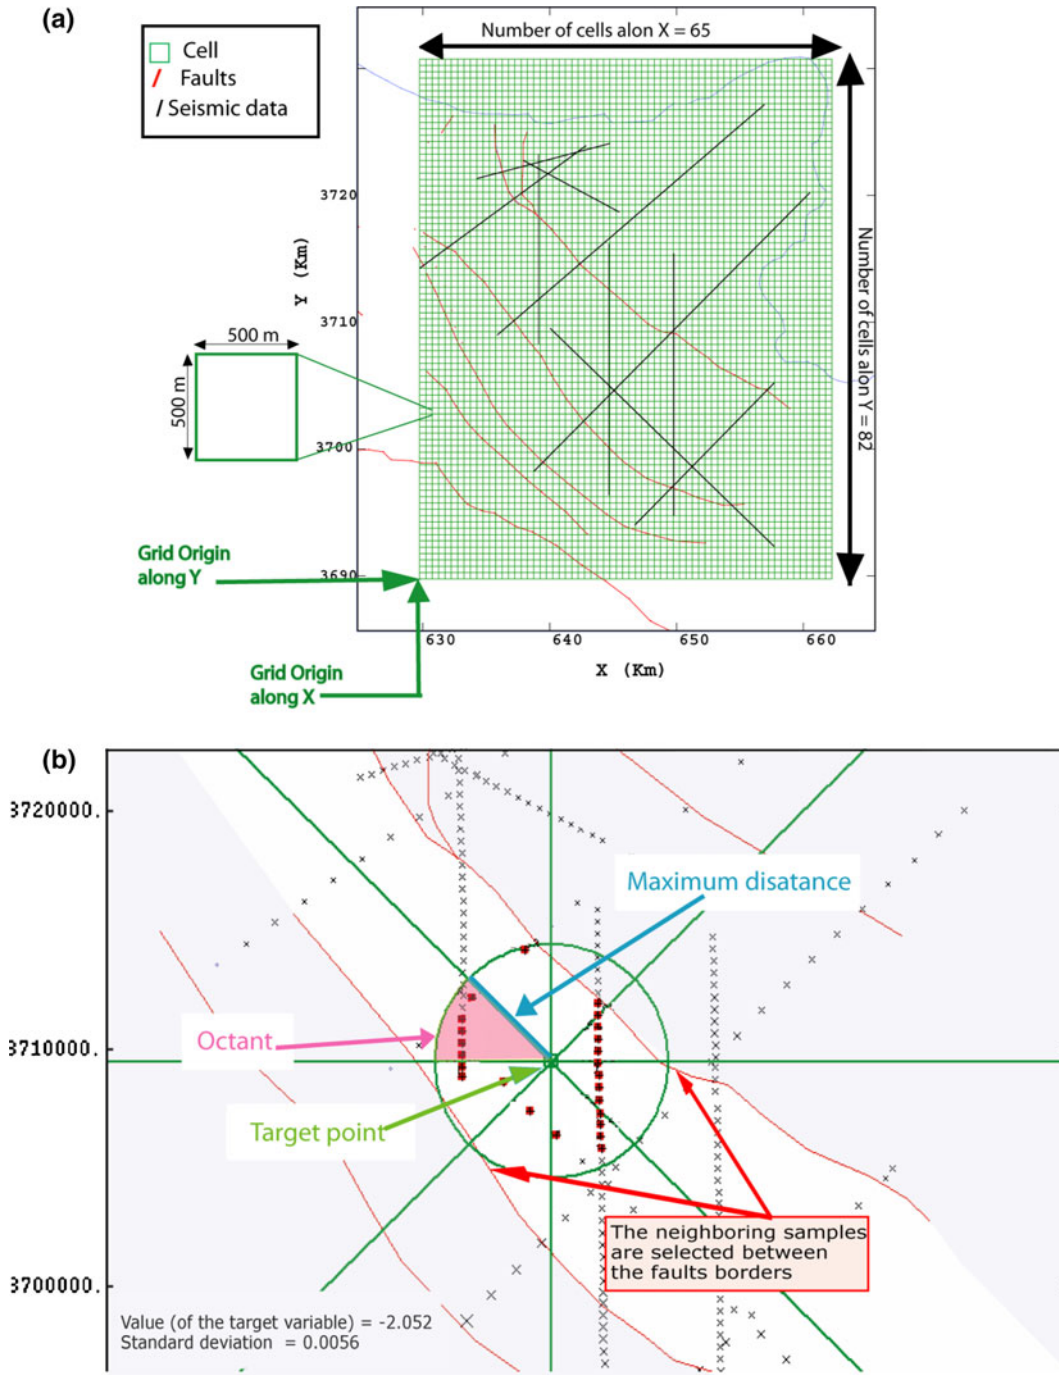 (a)
Number of cells alon X = 65
Cell
Faults
Seismic data
3720
3710
3700
3690
Y (Km)
Number of cells alon Y = 82
500 m
500 m
Grid Origin
along Y
630
640
650
660
X (Km)
Grid Origin
along X
(b)
3720000.
3710000.
3700000.
Maximum disatance
Octant
Target point
The neighboring samples
are selected between
the faults borders
Value (of the target variable) = -2.052
Standard deviation = 0.0056